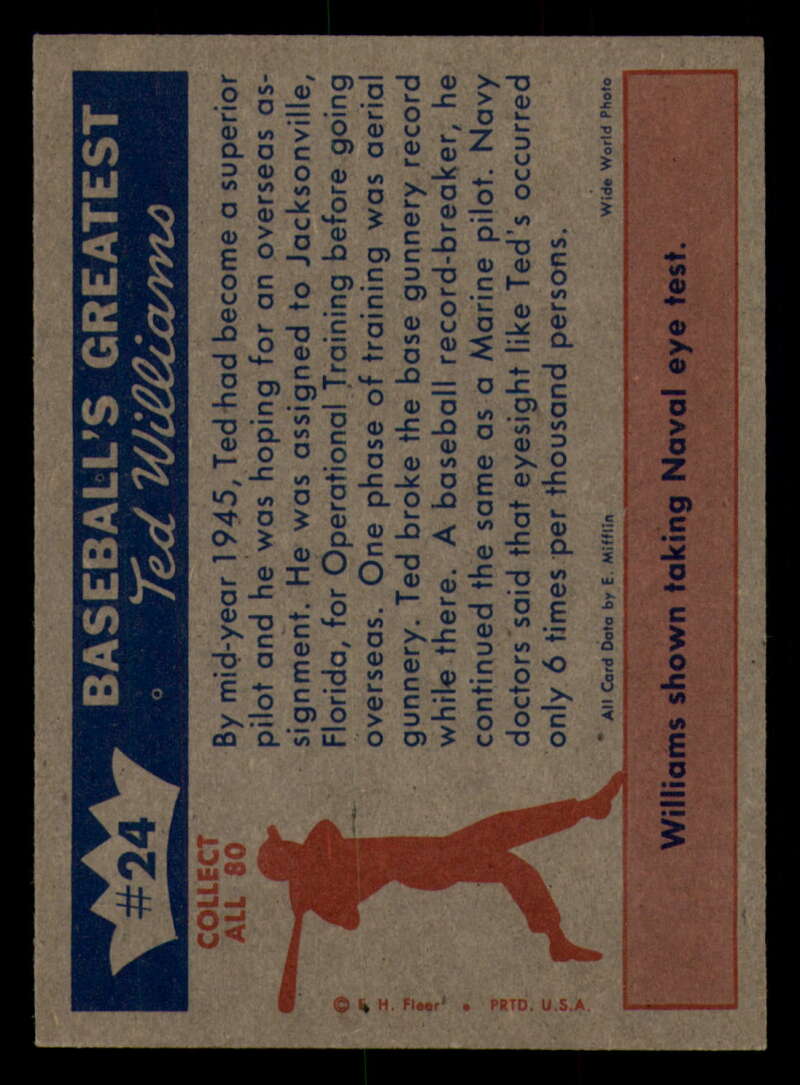 #24
BASEBALL'S GREATEST
Ted Williams
COLLECT
ALL 80
By mid-year 1945, Ted had become a superior
pilot and he was hoping for an overseas as-
signment. He was assigned to Jacksonville,
Florida, for Operational Training before going
overseas. One phase of training was aerial
gunnery. Ted broke the base gunnery record
while there. A baseball record-breaker, he
continued the same as a Marine pilot. Navy
doctors said that eyesight like Ted's occurred
only 6 times per thousand persons.
© F. H. Fleer • PRTD. U.S.A.
All Card Data by E. Mifflin
Wide World Photo
Williams shown taking Naval eye test.